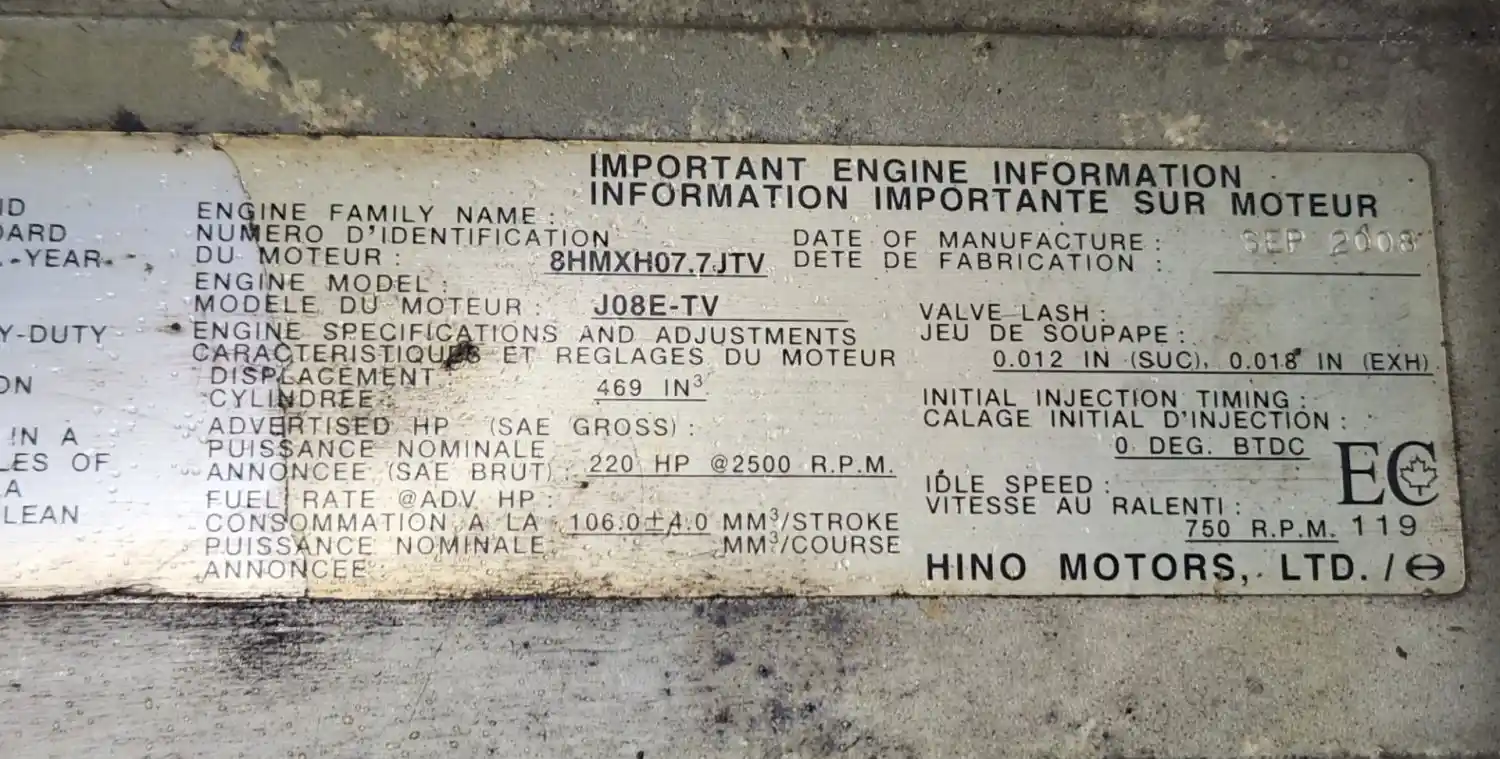 ID
ARD
-YEAR
Y-DUTY
ON
IN A
LES OF
A
LEAN
IMPORTANT ENGINE INFORMATION
INFORMATION IMPORTANTE SUR MOTEUR
ENGINE FAMILY NAME :
NUMERO D'IDENTIFICATION
DU MOTEUR : 8HMXH07.7JTV
ENGINE MODEL :
MODELE DU MOTEUR : J08E-TV
ENGINE SPECIFICATIONS AND ADJUSTMENTS
CARACTERISTIQUES ET REGLAGES DU MOTEUR
DISPLACEMENT :
CYLINDREE : 469 IN³
ADVERTISED HP (SAE GROSS) :
PUISSANCE NOMINALE
ANNONCEE (SAE BRUT) : 220 HP @2500 R.P.M.
FUEL RATE @ADV. HP :
CONSOMMATION A LA 106.0±4.0 MM³/STROKE
PUISSANCE NOMINALE MM³/COURSE
ANNONCEE :
DATE OF MANUFACTURE : SEP 2008
DETE DE FABRICATION :
VALVE LASH :
JEU DE SOUPAPE :
0.012 IN (SUC), 0.018 IN (EXH)
INITIAL INJECTION TIMING :
CALAGE INITIAL D'INJECTION :
0 DEG. BTDC
IDLE SPEED :
VITESSE AU RALENTI :
750 R.P.M.
EC
119
HINO MOTORS, LTD. /